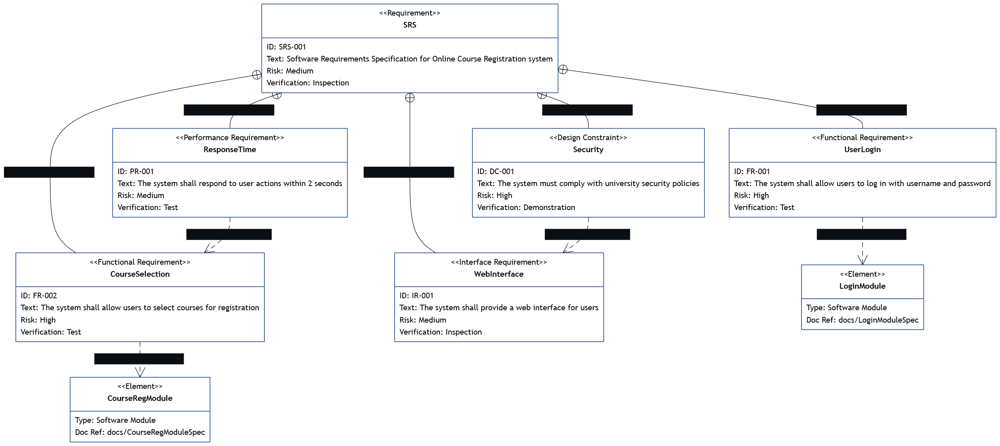 <<Requirement>>
SRS
ID: SRS-001
Text: Software Requirements Specification for Online Course Registration system
Risk: Medium
Verification: Inspection
<<Performance Requirement>>
ResponseTime
ID: PR-001
Text: The system shall respond to user actions within 2 seconds
Risk: Medium
Verification: Test
<<Design Constraint>>
Security
ID: DC-001
Text: The system must comply with university security policies
Risk: High
Verification: Demonstration
<<Functional Requirement>>
UserLogin
ID: FR-001
Text: The system shall allow users to log in with username and password
Risk: High
Verification: Test
<<Functional Requirement>>
CourseSelection
ID: FR-002
Text: The system shall allow users to select courses for registration
Risk: High
Verification: Test
<<Interface Requirement>>
WebInterface
ID: IR-001
Text: The system shall provide a web interface for users
Risk: Medium
Verification: Inspection
<<Element>>
LoginModule
Type: Software Module
Doc Ref: docs/LoginModuleSpec
<<Element>>
CourseRegModule
Type: Software Module
Doc Ref: docs/CourseRegModuleSpec